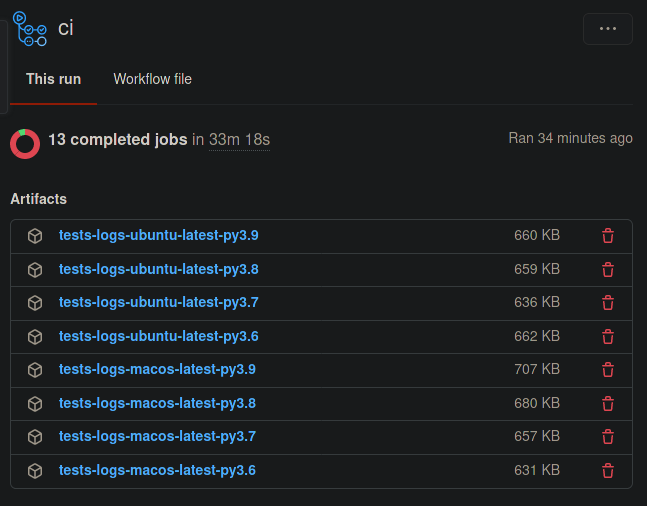 ci
This run Workflow file
13 completed jobs in 33m 18s Ran 34 minutes ago
Artifacts
tests-logs-ubuntu-latest-py3.9 660 KB
tests-logs-ubuntu-latest-py3.8 659 KB
tests-logs-ubuntu-latest-py3.7 636 KB
tests-logs-ubuntu-latest-py3.6 662 KB
tests-logs-macos-latest-py3.9 707 KB
tests-logs-macos-latest-py3.8 680 KB
tests-logs-macos-latest-py3.7 657 KB
tests-logs-macos-latest-py3.6 631 KB